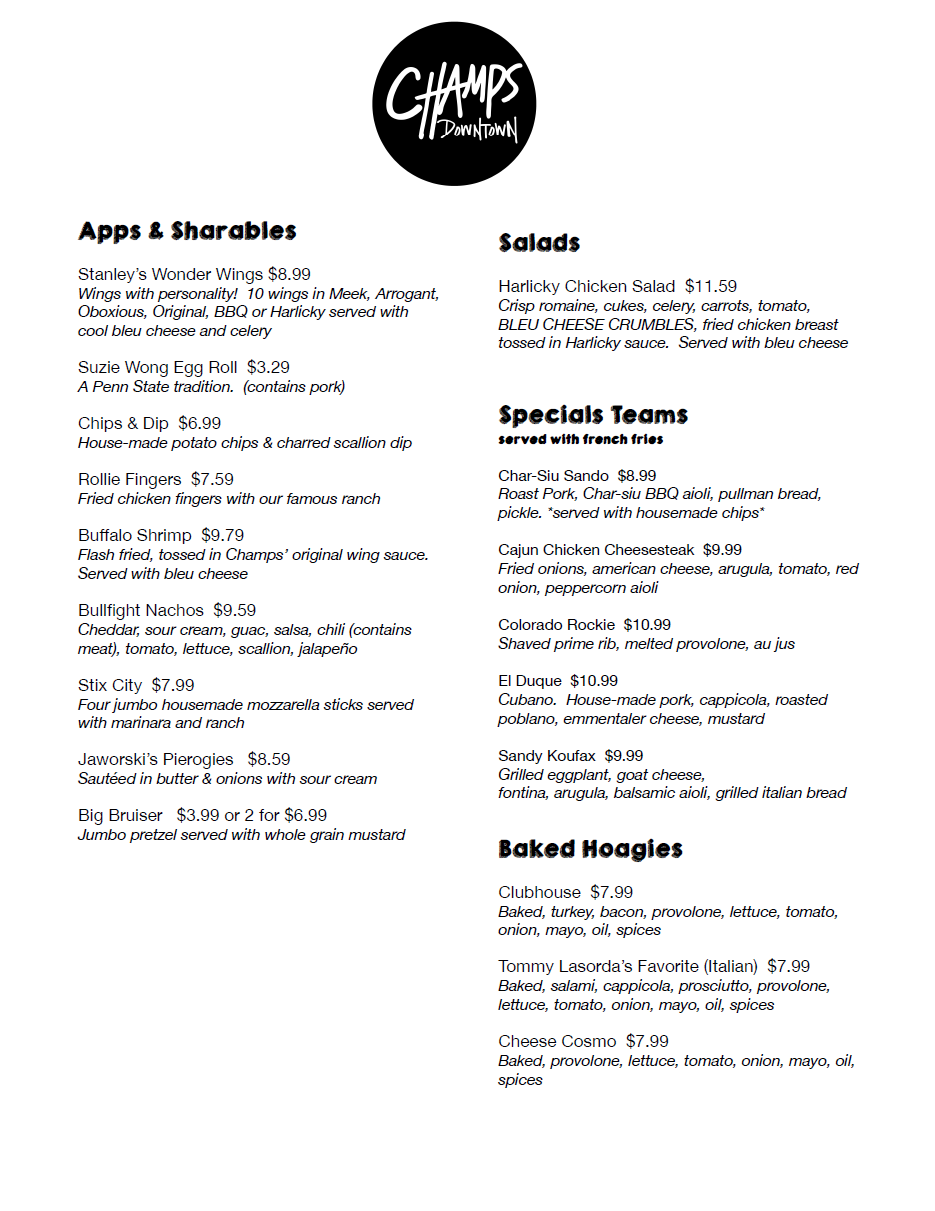 CHAMPS
DOWNTOWN
Apps & Sharables
Stanley's Wonder Wings $8.99
Wings with personality!  10 wings in Meek, Arrogant,
Oboxious, Original, BBQ or Harlicky served with
cool bleu cheese and celery
Suzie Wong Egg Roll  $3.29
A Penn State tradition.  (contains pork)
Chips & Dip  $6.99
House-made potato chips & charred scallion dip
Rollie Fingers  $7.59
Fried chicken fingers with our famous ranch
Buffalo Shrimp  $9.79
Flash fried, tossed in Champs' original wing sauce.
Served with bleu cheese
Bullfight Nachos  $9.59
Cheddar, sour cream, guac, salsa, chili (contains
meat), tomato, lettuce, scallion, jalapeño
Stix City  $7.99
Four jumbo housemade mozzarella sticks served
with marinara and ranch
Jaworski's Pierogies   $8.59
Sautéed in butter & onions with sour cream
Big Bruiser   $3.99 or 2 for $6.99
Jumbo pretzel served with whole grain mustard
Salads
Harlicky Chicken Salad  $11.59
Crisp romaine, cukes, celery, carrots, tomato,
BLEU CHEESE CRUMBLES, fried chicken breast
tossed in Harlicky sauce.  Served with bleu cheese
Specials Teams
served with french fries
Char-Siu Sando  $8.99
Roast Pork, Char-siu BBQ aioli, pullman bread,
pickle. *served with housemade chips*
Cajun Chicken Cheesesteak  $9.99
Fried onions, american cheese, arugula, tomato, red
onion, peppercorn aioli
Colorado Rockie  $10.99
Shaved prime rib, melted provolone, au jus
El Duque  $10.99
Cubano.  House-made pork, cappicola, roasted
poblano, emmentaler cheese, mustard
Sandy Koufax  $9.99
Grilled eggplant, goat cheese,
fontina, arugula, balsamic aioli, grilled italian bread
Baked Hoagies
Clubhouse  $7.99
Baked, turkey, bacon, provolone, lettuce, tomato,
onion, mayo, oil, spices
Tommy Lasorda's Favorite (Italian)  $7.99
Baked, salami, cappicola, prosciutto, provolone,
lettuce, tomato, onion, mayo, oil, spices
Cheese Cosmo  $7.99
Baked, provolone, lettuce, tomato, onion, mayo, oil,
spices